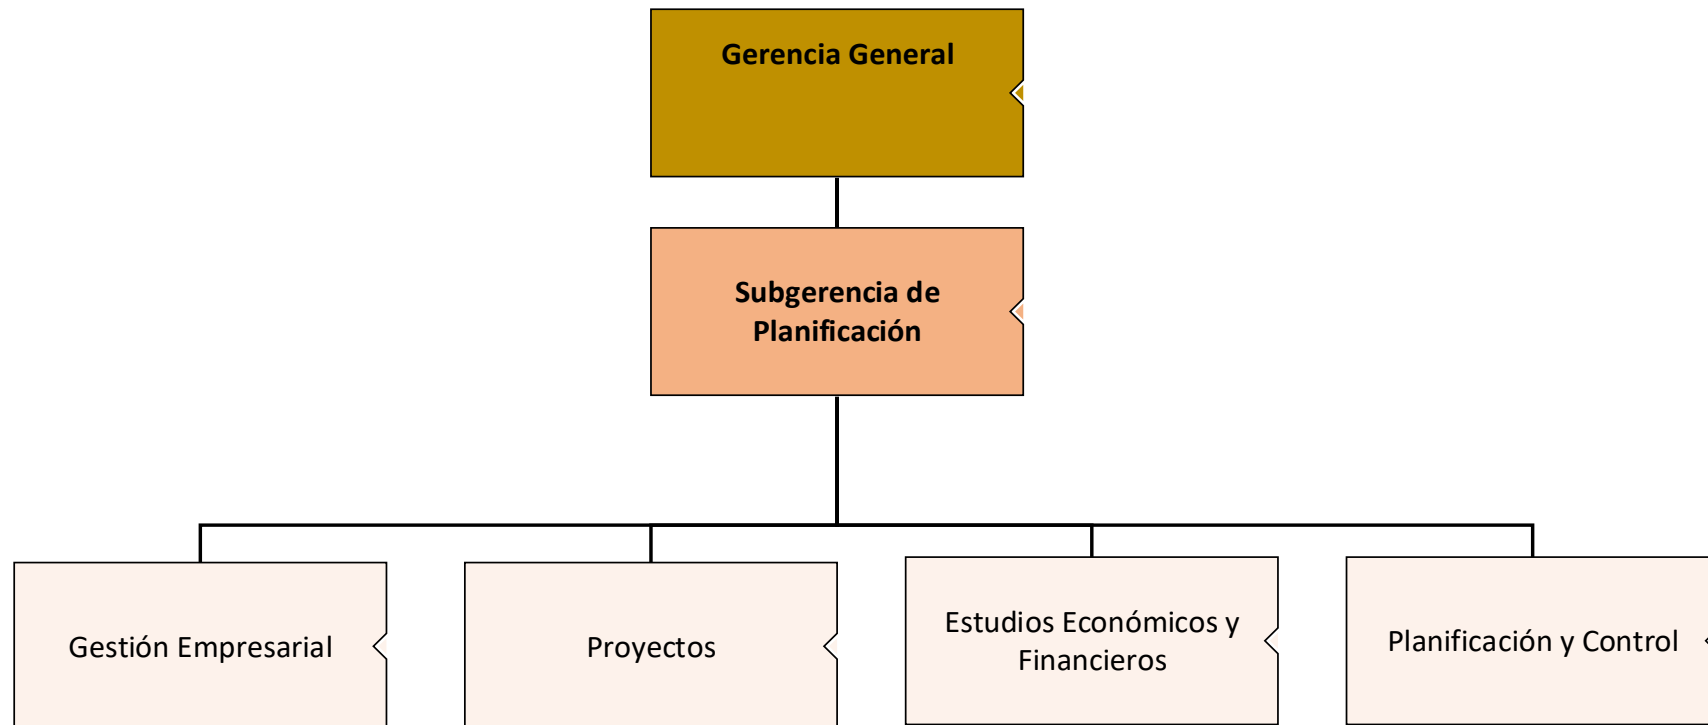 Gerencia General
Subgerencia de
Planificación
Gestión Empresarial
Proyectos
Estudios Económicos y
Financieros
Planificación y Control